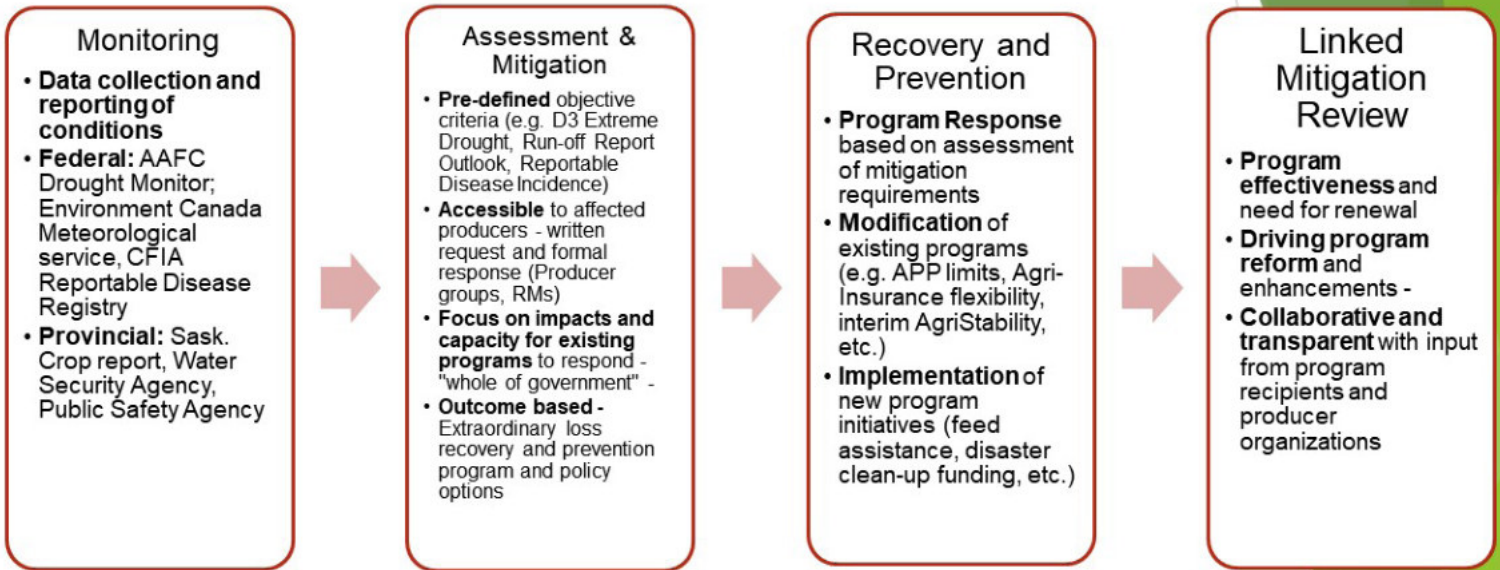 Monitoring
• Data collection and
reporting of
conditions
• Federal: AAFC
Drought Monitor;
Environment Canada
Meteorological
service, CFIA
Reportable Disease
Registry
• Provincial: Sask.
Crop report, Water
Security Agency,
Public Safety Agency
Assessment &
Mitigation
• Pre-defined objective
criteria (e.g. D3 Extreme
Drought, Run-off Report
Outlook, Reportable
Disease Incidence)
• Accessible to affected
producers - written
request and formal
response (Producer
groups, RMs)
• Focus on impacts and
capacity for existing
programs to respond -
"whole of government" -
• Outcome based -
Extraordinary loss
recovery and prevention
program and policy
options
Recovery and
Prevention
• Program Response
based on assessment
of mitigation
requirements
• Modification of
existing programs
(e.g. APP limits, Agri-
Insurance flexibility,
interim AgriStability,
etc.)
• Implementation of
new program
initiatives (feed
assistance, disaster
clean-up funding, etc.)
Linked
Mitigation
Review
• Program
effectiveness and
need for renewal
• Driving program
reform and
enhancements -
• Collaborative and
transparent with input
from program
recipients and
producer
organizations